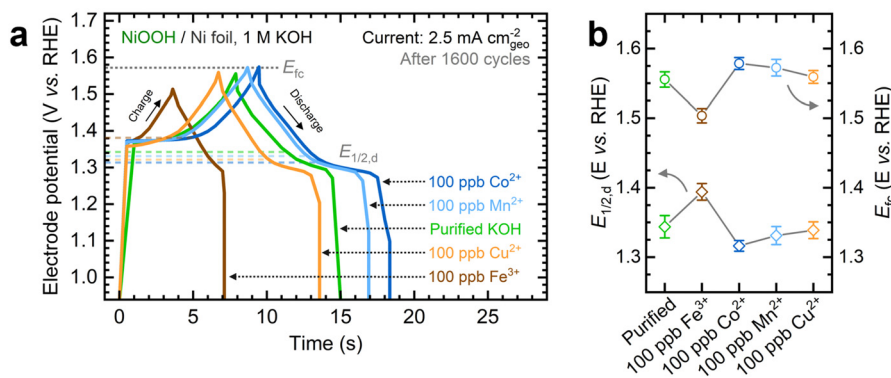 a
NiOOH / Ni foil, 1 M KOH
Current: 2.5 mA cm⁻²geo
After 1600 cycles
Efc
Charge
Discharge
E1/2,d
100 ppb Co²⁺
100 ppb Mn²⁺
Purified KOH
100 ppb Cu²⁺
100 ppb Fe³⁺
Electrode potential (V vs. RHE)
1.7
1.6
1.5
1.4
1.3
1.2
1.1
1.0
0 5 10 15 20 25
Time (s)
b
E1/2,d (E vs. RHE)
1.6
1.5
1.4
1.3
Efc (E vs. RHE)
1.6
1.5
1.4
1.3
Purified
100 ppb Fe³⁺
100 ppb Co²⁺
100 ppb Mn²⁺
100 ppb Cu²⁺